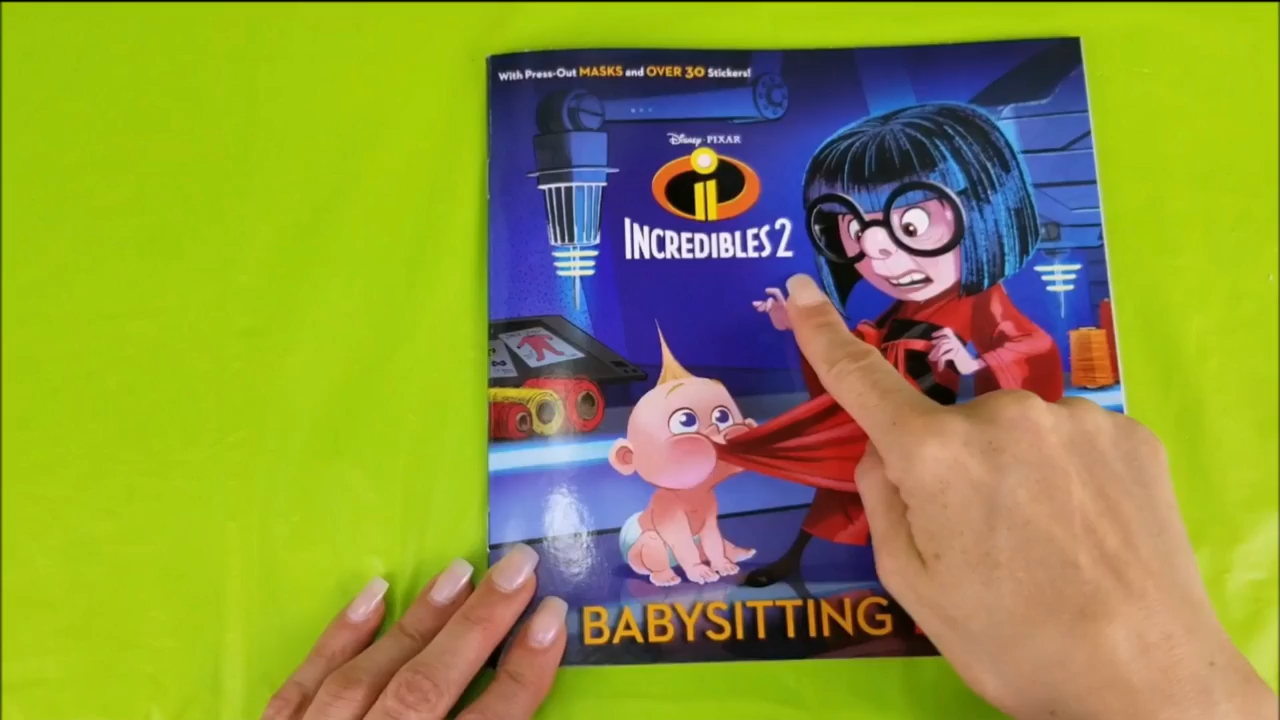 With Press-Out MASKS and OVER 30 Stickers!
Disney·PIXAR
INCREDIBLES 2
BABYSITTING